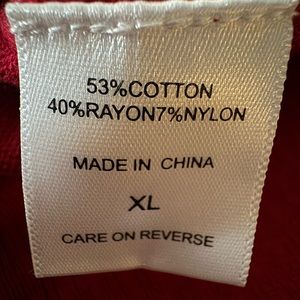 53%COTTON
40%RAYON7%NYLON
MADE IN CHINA
XL
CARE ON REVERSE